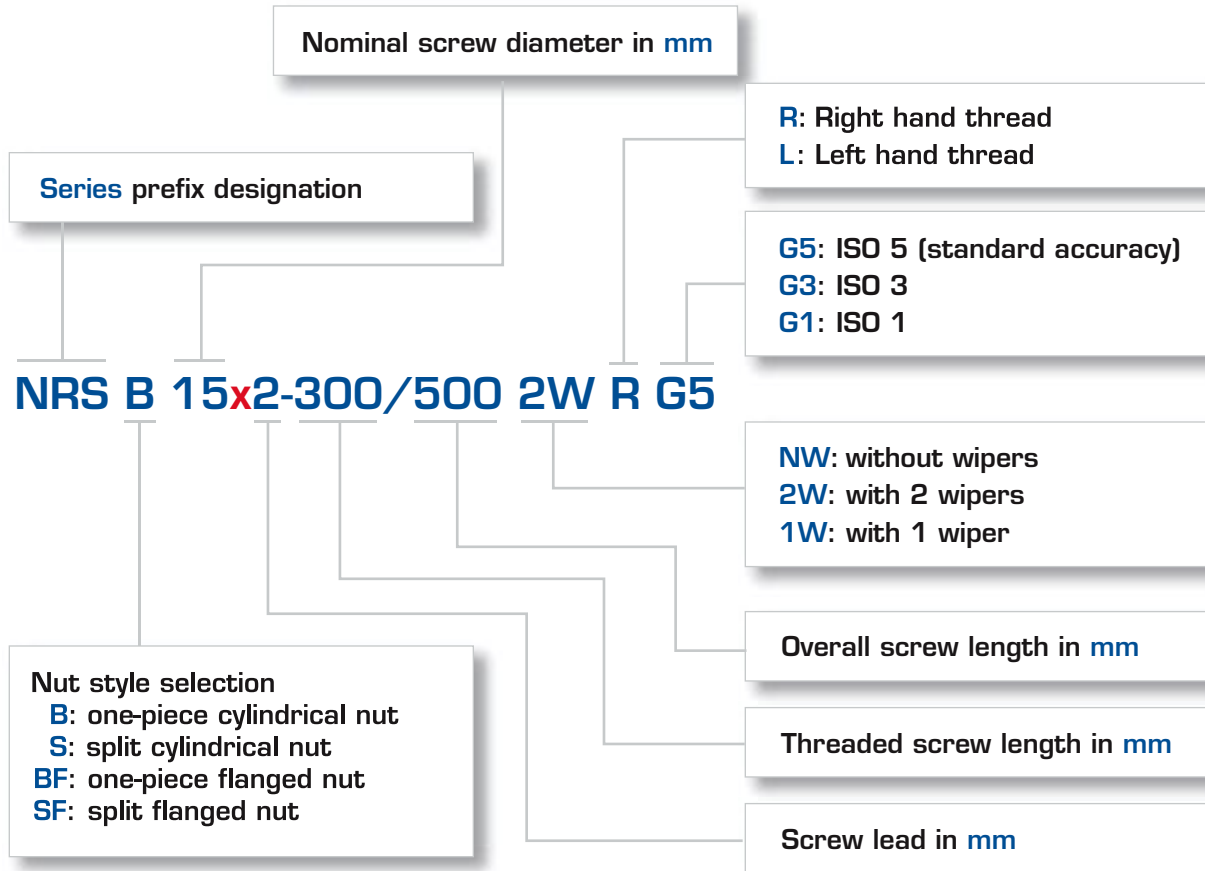 Nominal screw diameter in mm
R: Right hand thread
L: Left hand thread
Series prefix designation
G5: ISO 5 (standard accuracy)
G3: ISO 3
G1: ISO 1
NRS B 15x2-300/500 2W R G5
NW: without wipers
2W: with 2 wipers
1W: with 1 wiper
Overall screw length in mm
Nut style selection
B: one-piece cylindrical nut
S: split cylindrical nut
BF: one-piece flanged nut
SF: split flanged nut
Threaded screw length in mm
Screw lead in mm